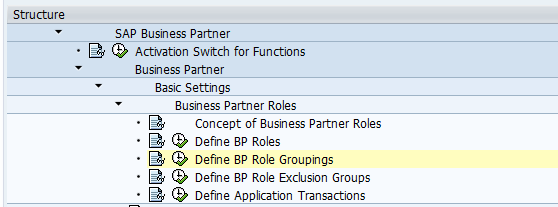 Structure
SAP Business Partner
Activation Switch for Functions
Business Partner
Basic Settings
Business Partner Roles
Concept of Business Partner Roles
Define BP Roles
Define BP Role Groupings
Define BP Role Exclusion Groups
Define Application Transactions